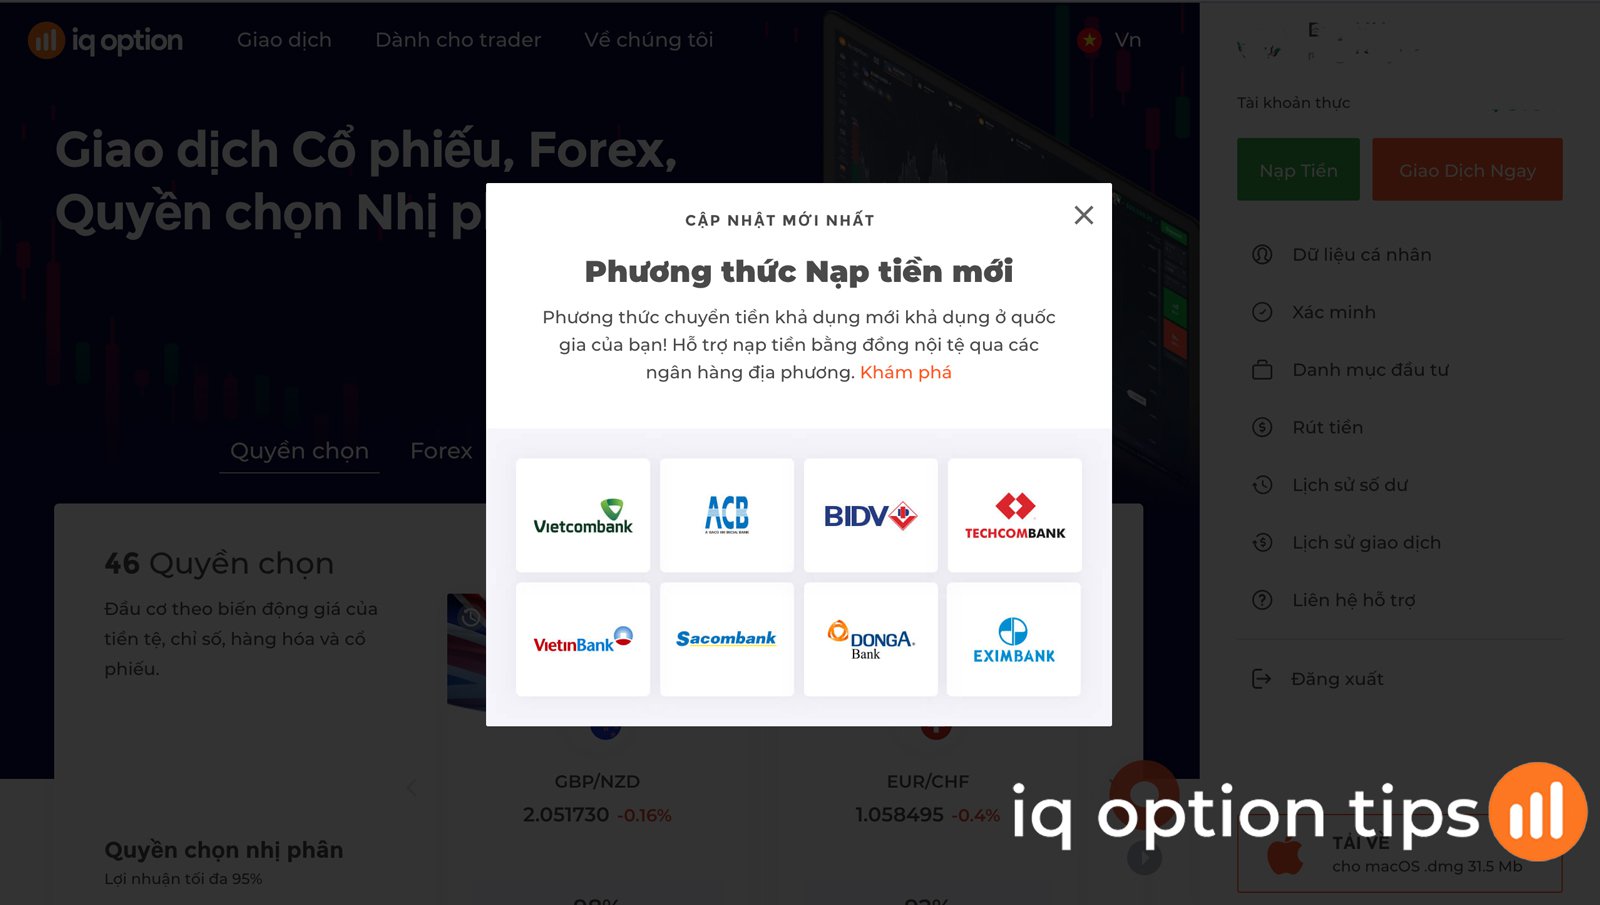 iq option
Giao dịch
Dành cho trader
Về chúng tôi
Vn
Tài khoản thực
Nạp Tiền
Giao Dịch Ngay
Giao dịch Cổ phiếu, Forex,
Quyền chọn Nhị
CẬP NHẬT MỚI NHẤT
Phương thức Nạp tiền mới
Phương thức chuyển tiền khả dụng mới khả dụng ở quốc
gia của bạn! Hỗ trợ nạp tiền bằng đồng nội tệ qua các
ngân hàng địa phương. Khám phá
Vietcombank
ACB
BIDV
TECHCOMBANK
VietinBank
Sacombank
DONGA
Bank
EXIMBANK
Dữ liệu cá nhân
Xác minh
Danh mục đầu tư
Rút tiền
Lịch sử số dư
Lịch sử giao dịch
Liên hệ hỗ trợ
Đăng xuất
Quyền chọn
Forex
46 Quyền chọn
Đầu cơ theo biến động giá của
tiền tệ, chỉ số, hàng hóa và cổ
phiếu.
GBP/NZD
2.051730 -0.16%
EUR/CHF
1.058495 -0.4%
Quyền chọn nhị phân
Lợi nhuận tối đa 95%
iq option tips
TẢI VỀ
cho macOS .dmg 31.5 Mb